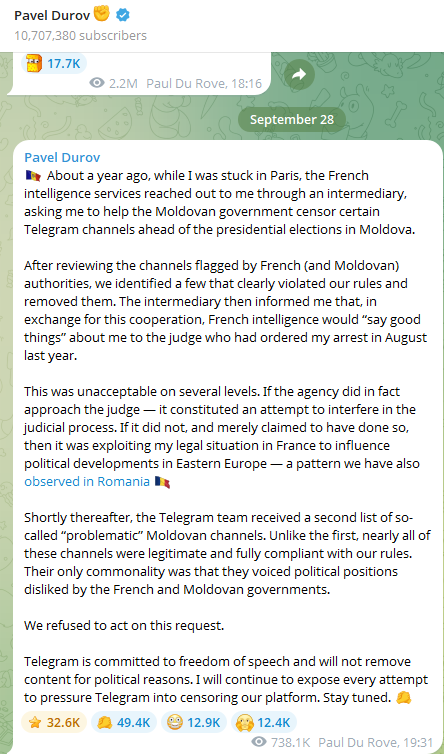 Pavel Durov
10,707,380 subscribers
17.7K
2.2M Paul Du Rove, 18:16
September 28
Pavel Durov
🇲🇩 About a year ago, while I was stuck in Paris, the French
intelligence services reached out to me through an intermediary,
asking me to help the Moldovan government censor certain
Telegram channels ahead of the presidential elections in Moldova.
After reviewing the channels flagged by French (and Moldovan)
authorities, we identified a few that clearly violated our rules and
removed them. The intermediary then informed me that, in
exchange for this cooperation, French intelligence would “say good
things” about me to the judge who had ordered my arrest in August
last year.
This was unacceptable on several levels. If the agency did in fact
approach the judge — it constituted an attempt to interfere in the
judicial process. If it did not, and merely claimed to have done so,
then it was exploiting my legal situation in France to influence
political developments in Eastern Europe — a pattern we have also
observed in Romania 🇷🇴
Shortly thereafter, the Telegram team received a second list of so-
called “problematic” Moldovan channels. Unlike the first, nearly all of
these channels were legitimate and fully compliant with our rules.
Their only commonality was that they voiced political positions
disliked by the French and Moldovan governments.
We refused to act on this request.
Telegram is committed to freedom of speech and will not remove
content for political reasons. I will continue to expose every attempt
to pressure Telegram into censoring our platform. Stay tuned. 🫡
32.6K 49.4K 12.9K 12.4K
738.1K Paul Du Rove, 19:31